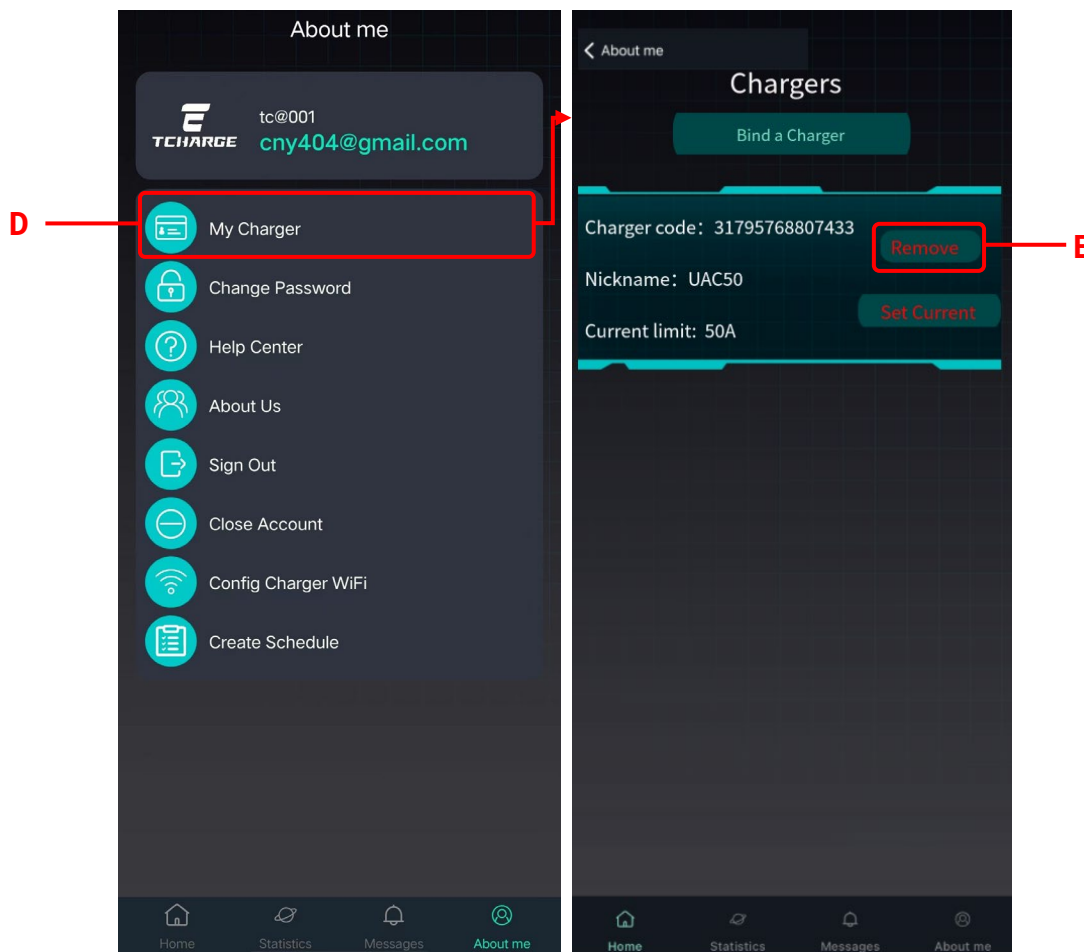 About me
TCHARGE
tc@001
cny404@gmail.com
D
My Charger
Change Password
Help Center
About Us
Sign Out
Close Account
Config Charger WiFi
Create Schedule
Home
Statistics
Messages
About me
About me
Chargers
Bind a Charger
Charger code：31795768807433
Remove
E
Nickname：UAC50
Set Current
Current limit: 50A
Home
Statistics
Messages
About me